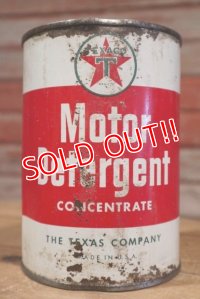 TEXACO
T
Motor
Detergent
SOLD OUT!!
CONCENTRATE
THE TEXAS COMPANY
MADE IN U.S.A.